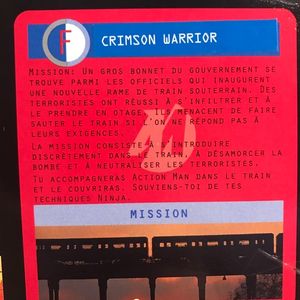 F CRIMSON WARRIOR
MISSION: UN GROS BONNET DU GOUVERNEMENT SE
TROUVE PARMI LES OFFICIELS QUI INAUGURENT
UNE NOUVELLE RAME DE TRAIN SOUTERRAIN. DES
TERRORISTES ONT RÉUSSI À S'INFILTRER ET À
LE PRENDRE EN OTAGE. ILS MENACENT DE FAIRE
SAUTER LE TRAIN SI L'ON NE RÉPOND PAS À
LEURS EXIGENCES.
LA MISSION CONSISTE À S'INTRODUIRE
DISCRÈTEMENT DANS LE TRAIN, À DÉSAMORCER LA
BOMBE ET À NEUTRALISER LES TERRORISTES.
TU ACCOMPAGNERAS ACTION MAN DANS LE TRAIN
ET LE COUVRIRAS. SOUVIENS-TOI DE TES
TECHNIQUES NINJA.
MISSION